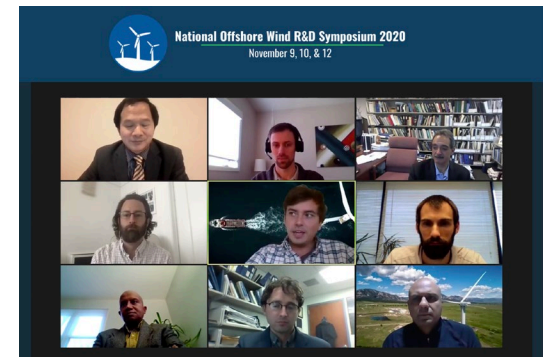 National Offshore Wind R&D Symposium 2020
November 9, 10, & 12